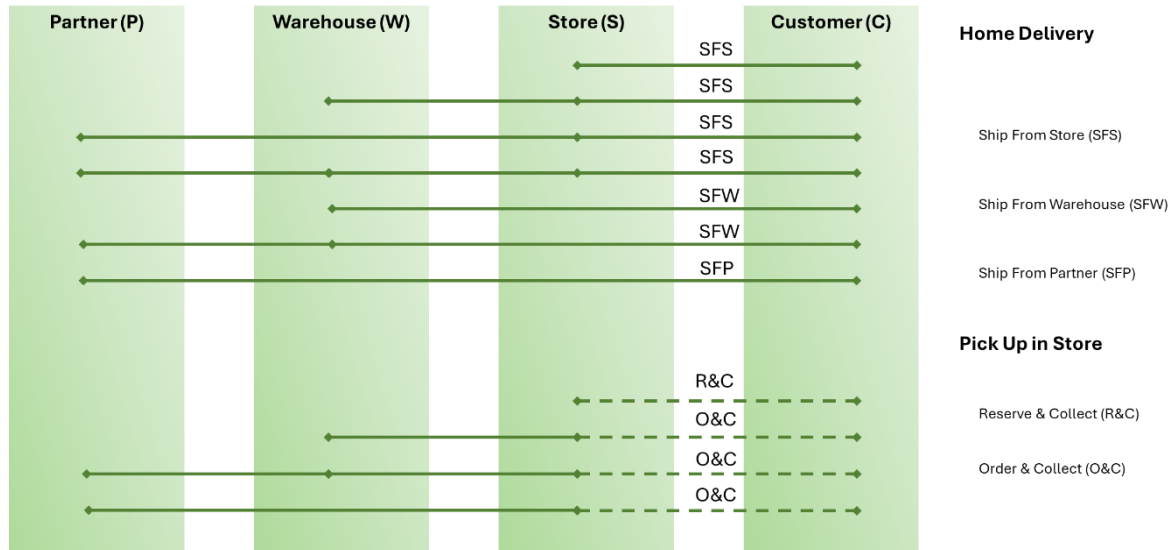 Partner (P)
Warehouse (W)
Store (S)
Customer (C)
Home Delivery
SFS
SFS
SFS
Ship From Store (SFS)
SFS
SFW
Ship From Warehouse (SFW)
SFW
SFP
Ship From Partner (SFP)
Pick Up in Store
R&C
Reserve & Collect (R&C)
O&C
O&C
Order & Collect (O&C)
O&C